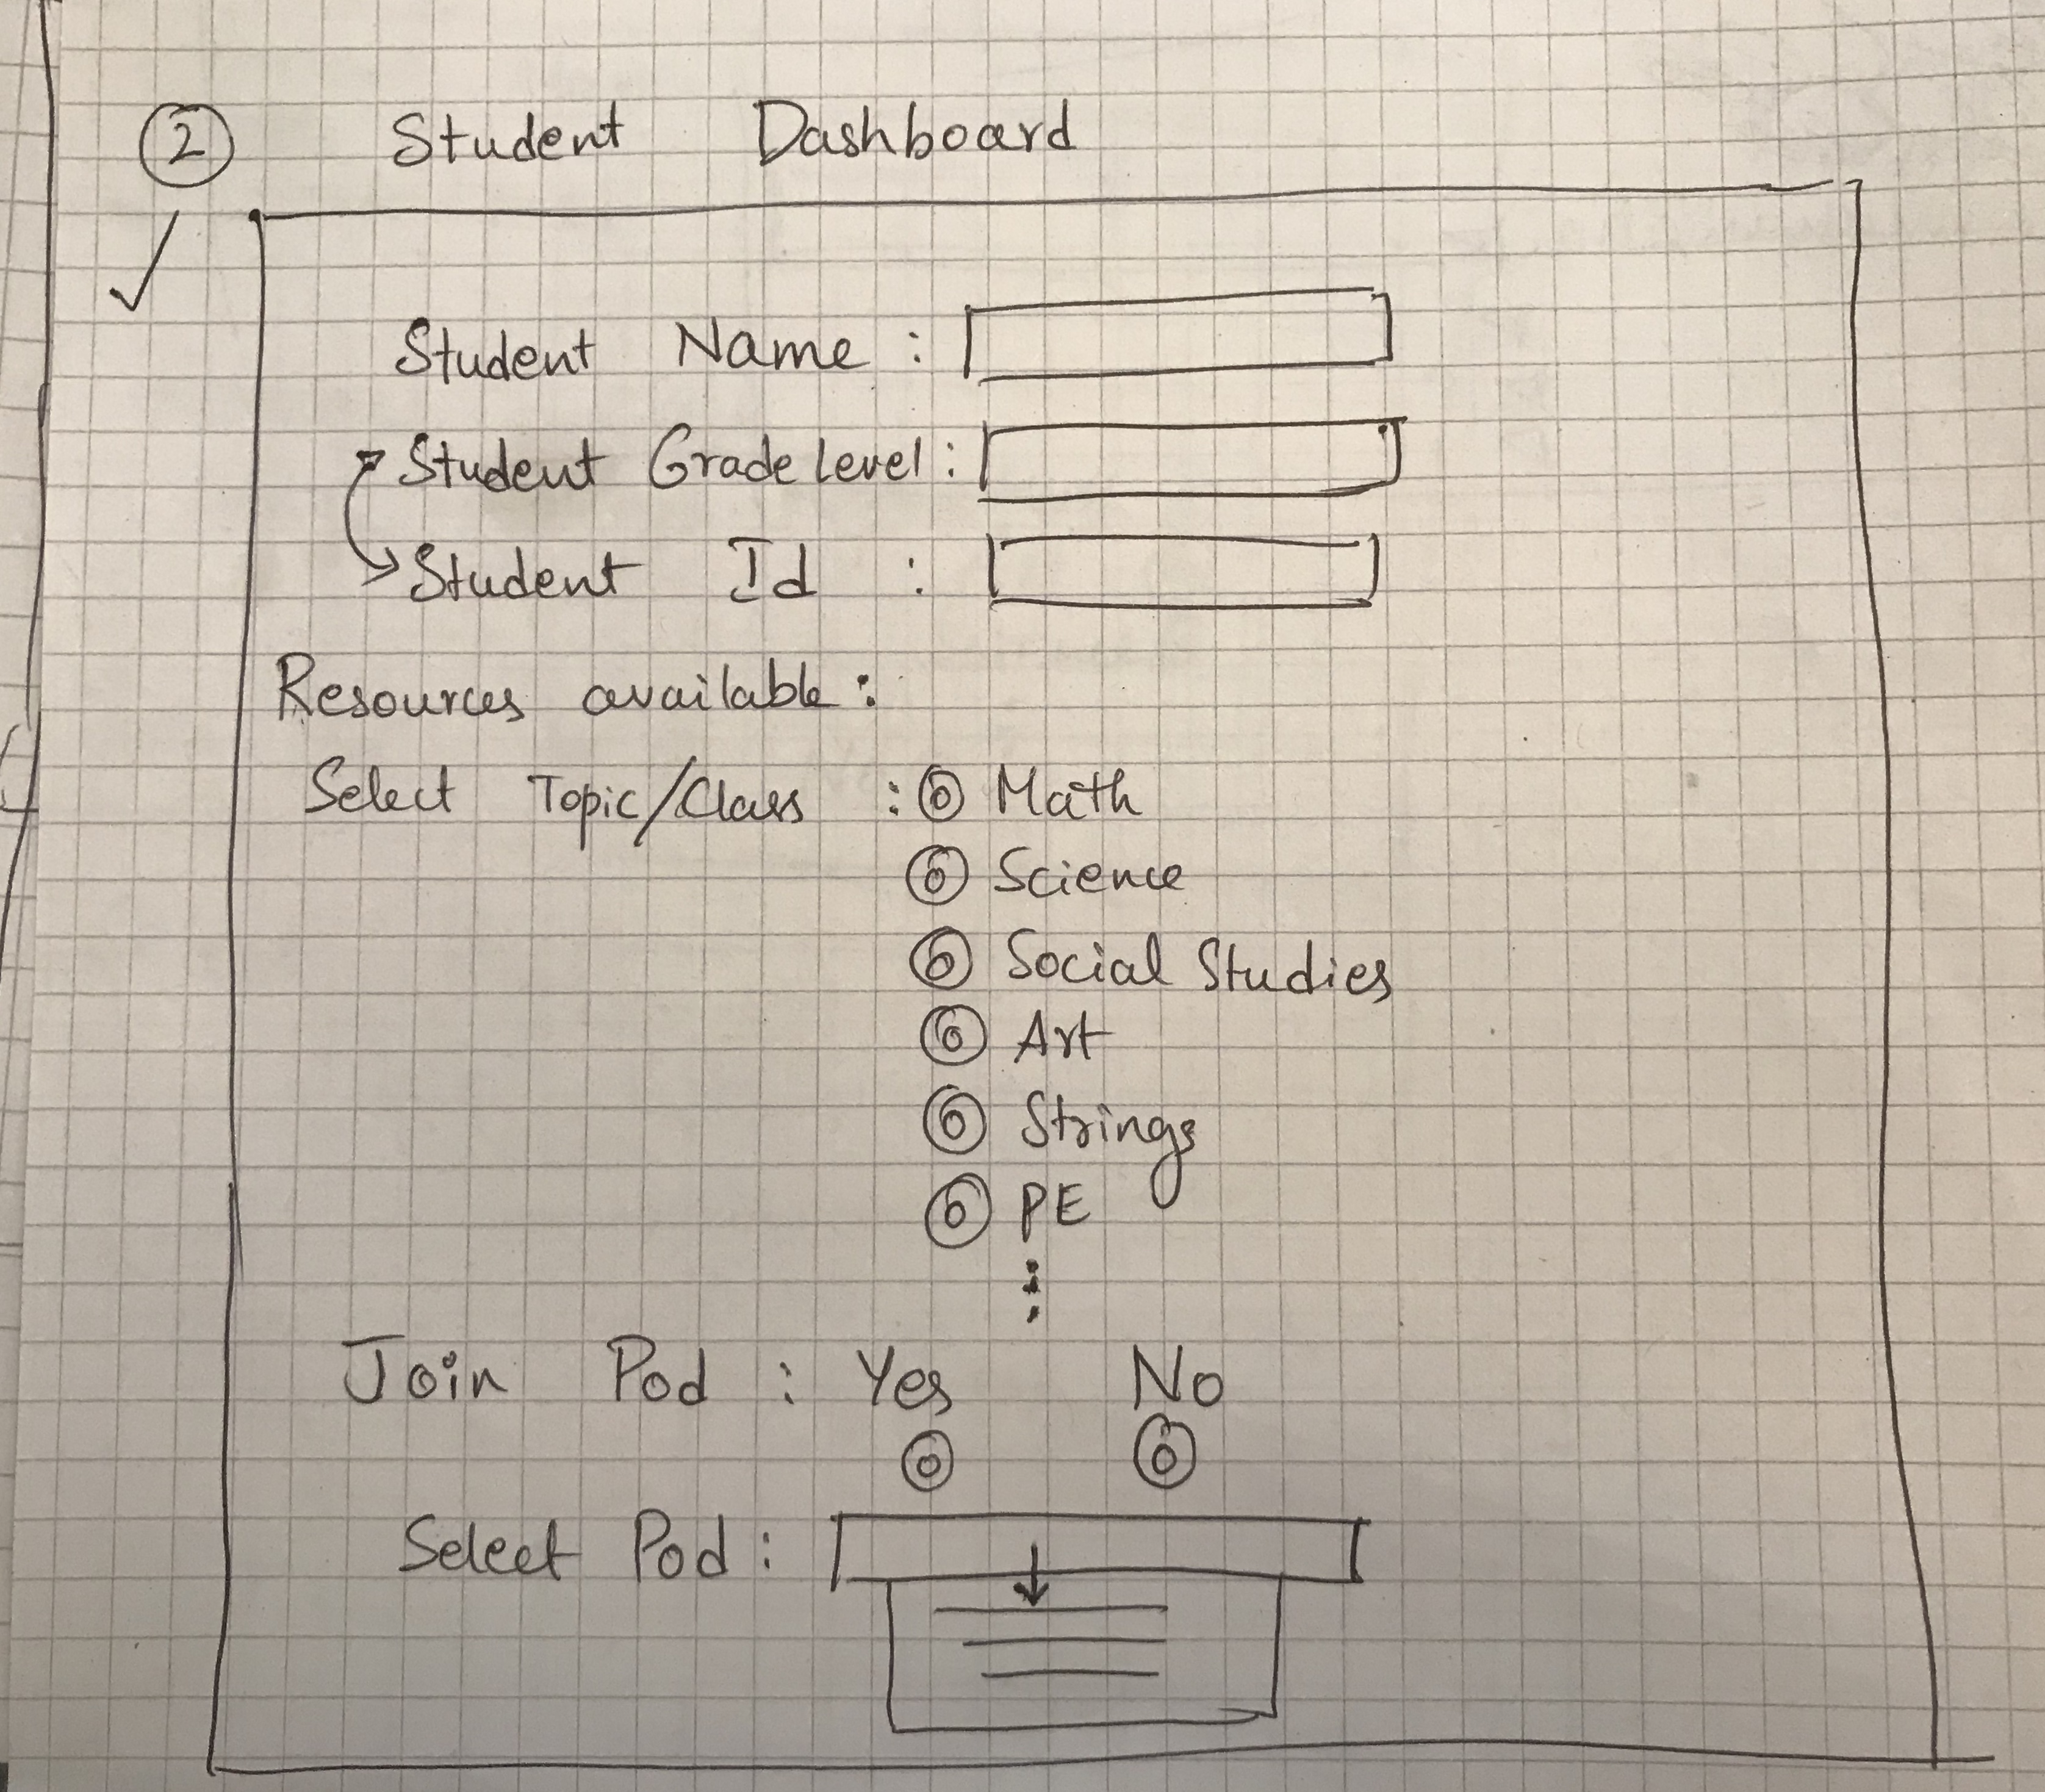 2 Student Dashboard
Student Name :
Student Grade Level :
Student Id :
Resources available :
Select Topic/Class : Math
Science
Social Studies
Art
Strings
PE
Join Pod : Yes No
Select Pod :